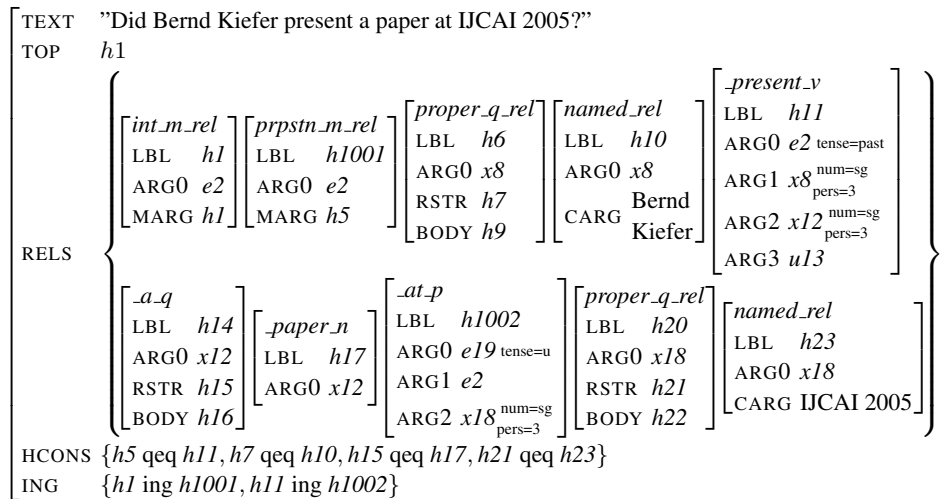 TEXT ”Did Bernd Kiefer present a paper at IJCAI 2005?”
TOP h1
RELS
int_m_rel
LBL h1
ARG0 e2
MARG h1
prpstn_m_rel
LBL h1001
ARG0 e2
MARG h5
proper_q_rel
LBL h6
ARG0 x8
RSTR h7
BODY h9
named_rel
LBL h10
ARG0 x8
CARG Bernd
Kiefer
_present_v
LBL h11
ARG0 e2 tense=past
ARG1 x8 num=sg
pers=3
ARG2 x12 num=sg
pers=3
ARG3 u13
_a_q
LBL h14
ARG0 x12
RSTR h15
BODY h16
_paper_n
LBL h17
ARG0 x12
_at_p
LBL h1002
ARG0 e19 tense=u
ARG1 e2
ARG2 x18 num=sg
pers=3
proper_q_rel
LBL h20
ARG0 x18
RSTR h21
BODY h22
named_rel
LBL h23
ARG0 x18
CARG IJCAI 2005
HCONS {h5 qeq h11, h7 qeq h10, h15 qeq h17, h21 qeq h23}
ING {h1 ing h1001, h11 ing h1002}